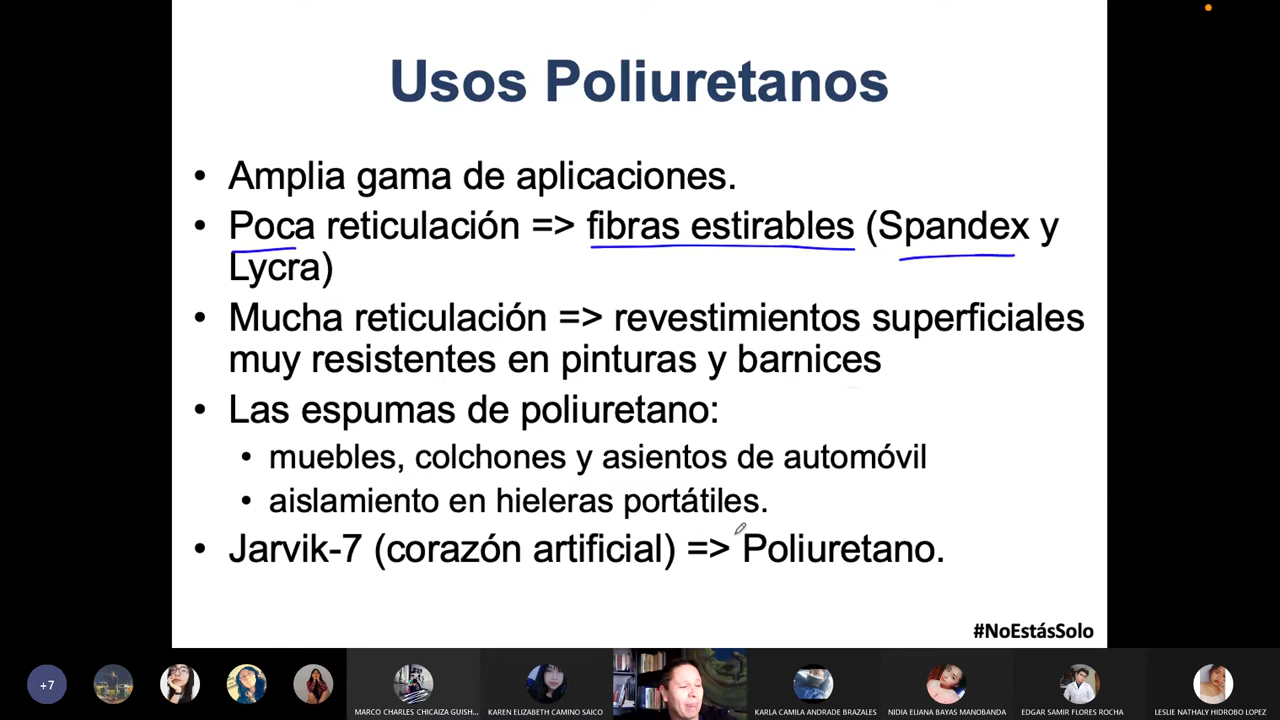 Usos Poliuretanos
• Amplia gama de aplicaciones.
• Poca reticulación => fibras estirables (Spandex y
Lycra)
• Mucha reticulación => revestimientos superficiales
muy resistentes en pinturas y barnices
• Las espumas de poliuretano:
• muebles, colchones y asientos de automóvil
• aislamiento en hieleras portátiles.
• Jarvik-7 (corazón artificial) => Poliuretano.
#NoEstásSolo
+7
MARCO CHARLES CHICAIZA GUISH...
KAREN ELIZABETH CAMINO SAICO
KARLA CAMILA ANDRADE BRAZALES
NIDIA ELIANA BAYAS MANOBANDA
EDGAR SAMIR FLORES ROCHA
LESLIE NATHALY HIDROBO LOPEZ